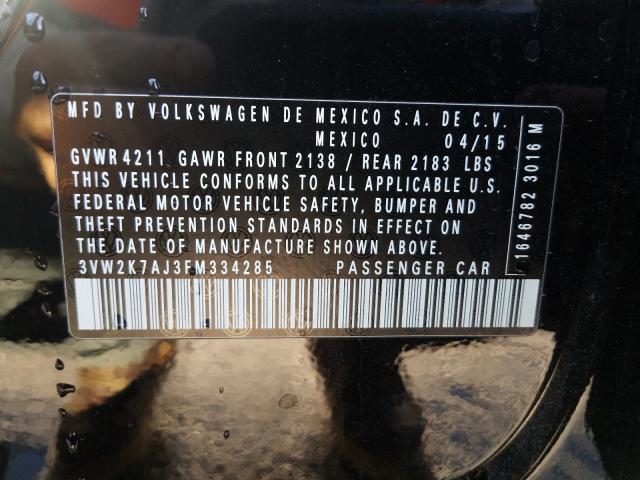 MFD BY VOLKSWAGEN DE MEXICO S.A. DE C.V.
MEXICO 04/15
GVWR 4211 GAWR FRONT 2138 / REAR 2183 LBS
THIS VEHICLE CONFORMS TO ALL APPLICABLE U.S.
FEDERAL MOTOR VEHICLE SAFETY, BUMPER AND
THEFT PREVENTION STANDARDS IN EFFECT ON
THE DATE OF MANUFACTURE SHOWN ABOVE.
3VW2K7AJ3FM334285 PASSENGER CAR
1646782 3016 M